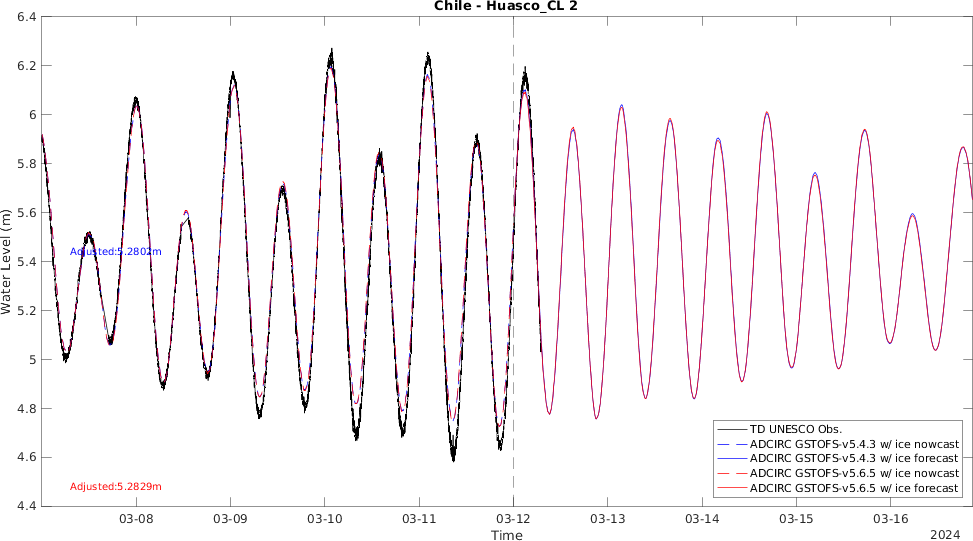 Chile - Huasco_CL 2
Water Level (m)
6.4
6.2
6
5.8
5.6
5.4
5.2
5
4.8
4.6
4.4
Adjusted:5.2802m
Adjusted:5.2829m
TD UNESCO Obs.
ADCIRC GSTOFS-v5.4.3 w/ ice nowcast
ADCIRC GSTOFS-v5.4.3 w/ ice forecast
ADCIRC GSTOFS-v5.6.5 w/ ice nowcast
ADCIRC GSTOFS-v5.6.5 w/ ice forecast
03-08 03-09 03-10 03-11 03-12 03-13 03-14 03-15 03-16
Time
2024